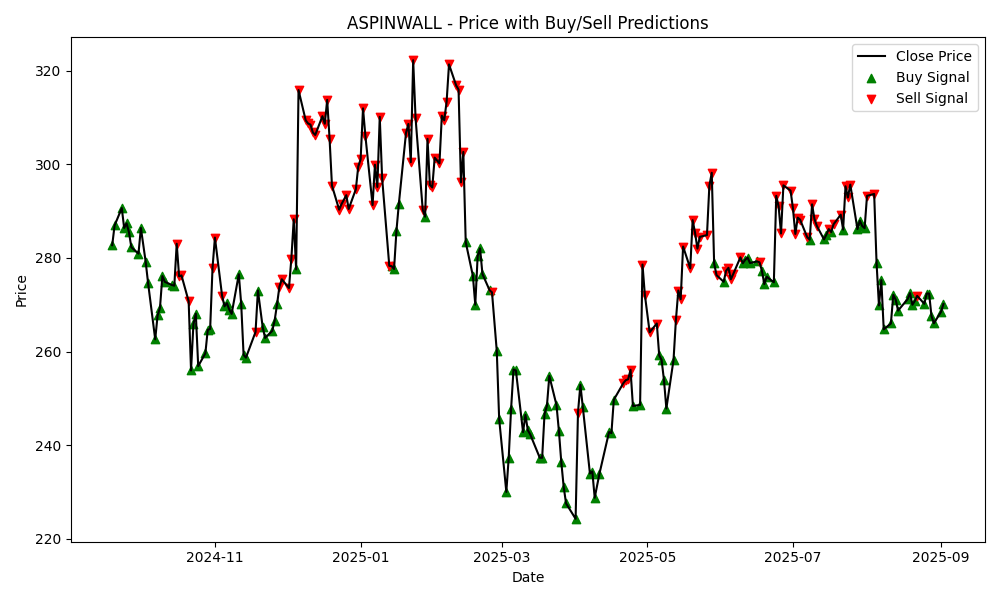 ASPINWALL - Price with Buy/Sell Predictions
Close Price
Buy Signal
Sell Signal
Price
320
300
280
260
240
220
2024-11
2025-01
2025-03
2025-05
2025-07
2025-09
Date